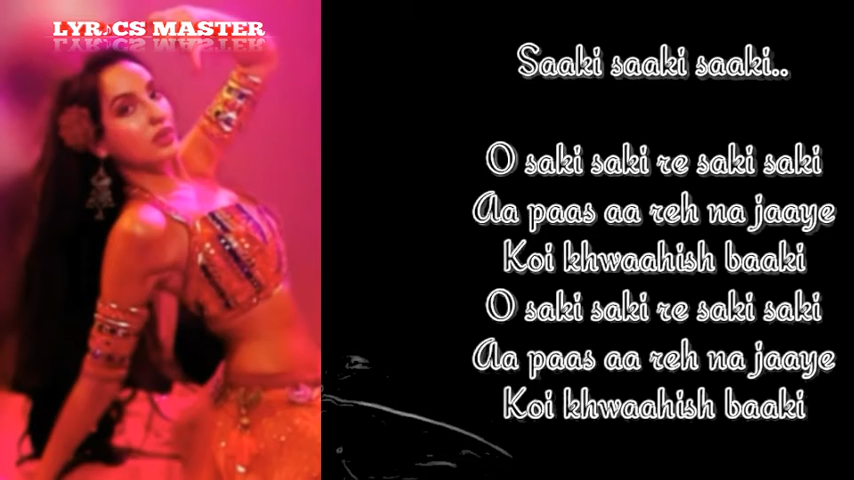 LYRICS MASTER
Saaki saaki saaki..
O saki saki re saki saki
Aa paas aa reh na jaaye
Koi khwaahish baaki
O saki saki re saki saki
Aa paas aa reh na jaaye
Koi khwaahish baaki